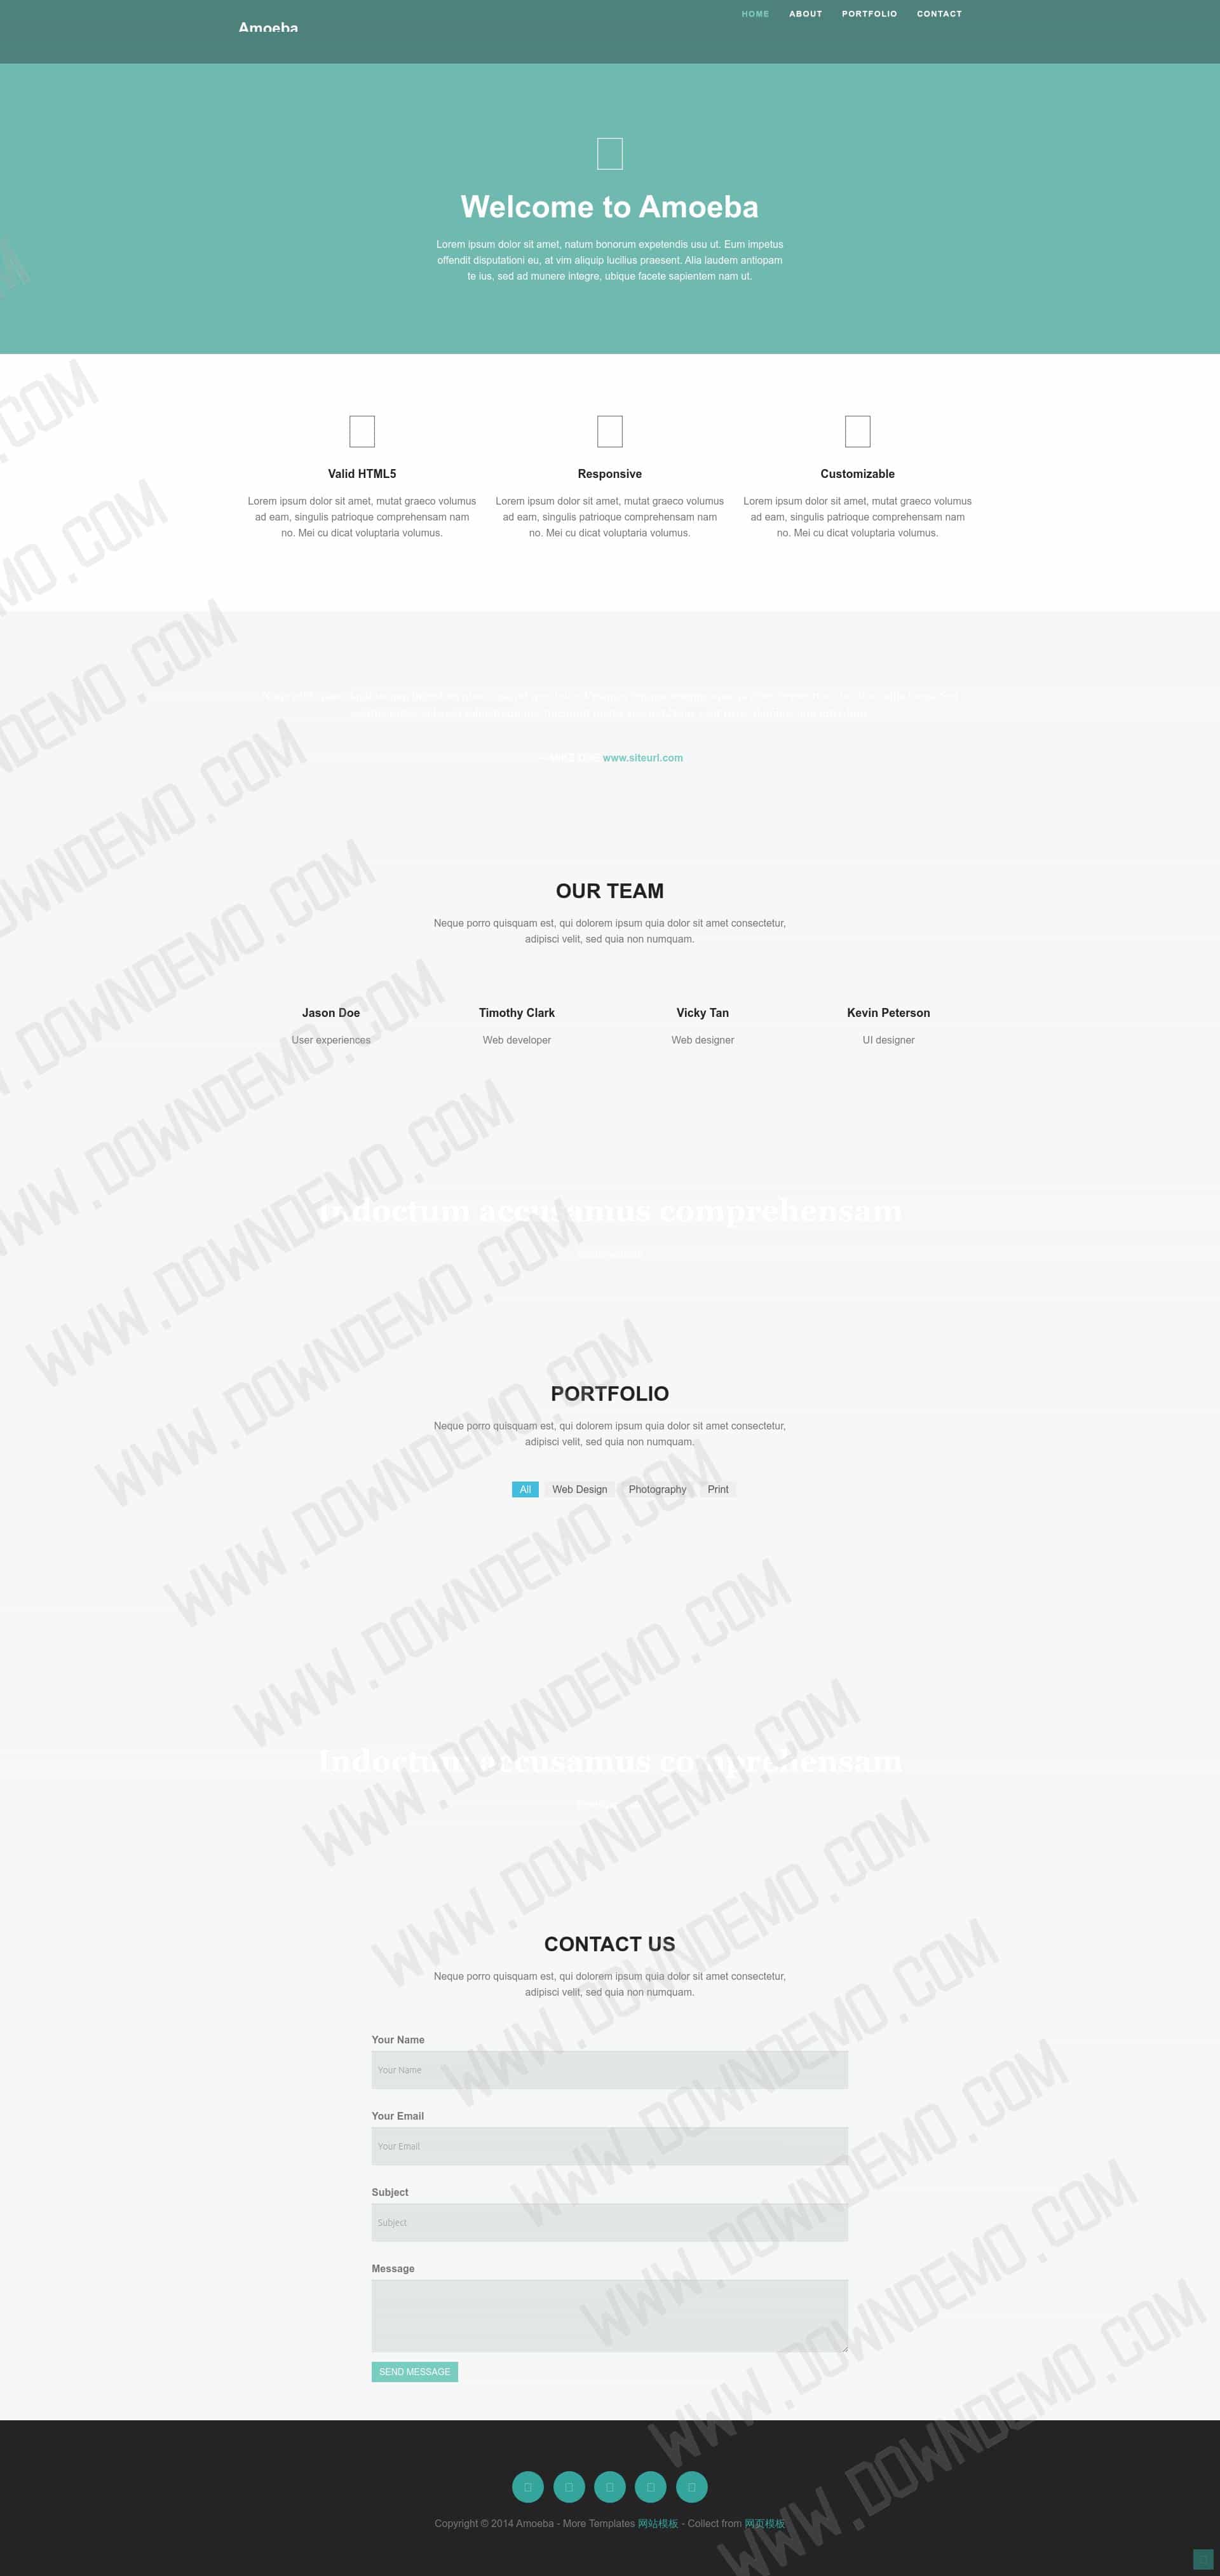 Amoeba
HOME ABOUT PORTFOLIO CONTACT
Welcome to Amoeba
Lorem ipsum dolor sit amet, natum bonorum expetendis usu ut. Eum impetus
offendit disputationi eu, at vim aliquip lucilius praesent. Alia laudem antiopam
te ius, sed ad munere integre, ubique facete sapientem nam ut.
Valid HTML5
Lorem ipsum dolor sit amet, mutat graeco volumus
ad eam, singulis patrioque comprehensam nam
no. Mei cu dicat voluptaria volumus.
Responsive
Lorem ipsum dolor sit amet, mutat graeco volumus
ad eam, singulis patrioque comprehensam nam
no. Mei cu dicat voluptaria volumus.
Customizable
Lorem ipsum dolor sit amet, mutat graeco volumus
ad eam, singulis patrioque comprehensam nam
no. Mei cu dicat voluptaria volumus.
www.siteurl.com
OUR TEAM
Neque porro quisquam est, qui dolorem ipsum quia dolor sit amet consectetur,
adipisci velit, sed quia non numquam.
Jason Doe
User experiences
Timothy Clark
Web developer
Vicky Tan
Web designer
Kevin Peterson
UI designer
Indoctum accusamus comprehensam
PORTFOLIO
Neque porro quisquam est, qui dolorem ipsum quia dolor sit amet consectetur,
adipisci velit, sed quia non numquam.
All Web Design Photography Print
Indoctum accusamus comprehensam
CONTACT US
Neque porro quisquam est, qui dolorem ipsum quia dolor sit amet consectetur,
adipisci velit, sed quia non numquam.
Your Name
Your Name
Your Email
Your Email
Subject
Subject
Message
SEND MESSAGE
Copyright © 2014 Amoeba - More Templates 网站模板 - Collect from 网页模板
WWW.DOWNDEMO.COM